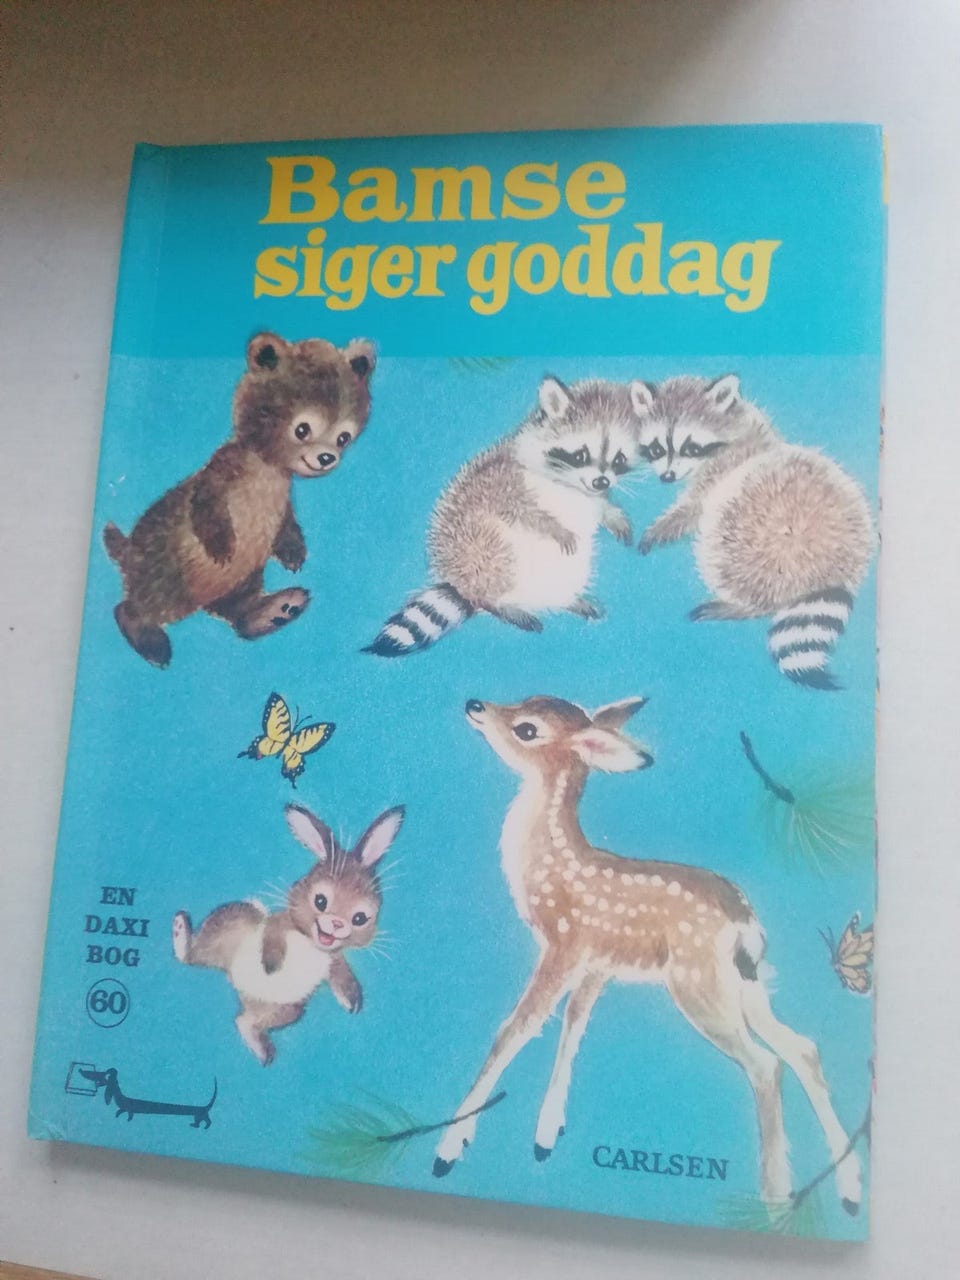 Bamse
siger goddag
EN
DAXI
BOG
60
CARLSEN